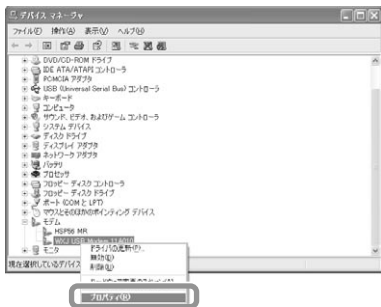 デバイス マネージャ
ファイル(F) 操作(A) 表示(V) ヘルプ(H)
DVD/CD-ROM ドライブ
IDE ATA/ATAPI コントローラ
PCMCIA アダプタ
USB (Universal Serial Bus) コントローラ
キーボード
コンピュータ
サウンド、ビデオ、およびゲーム コントローラ
システム デバイス
ディスク ドライブ
ディスプレイ アダプタ
ネットワーク アダプタ
バッテリ
プロセッサ
フロッピー ディスク コントローラ
フロッピー ディスク ドライブ
ポート (COM と LPT)
マウスとそのほかのポインティング デバイス
モデム
HSP56 MR
USB Modem
モニタ
ドライバの更新(P)...
無効(D)
削除(U)
現在選択しているデバイス
プロパティ(R)